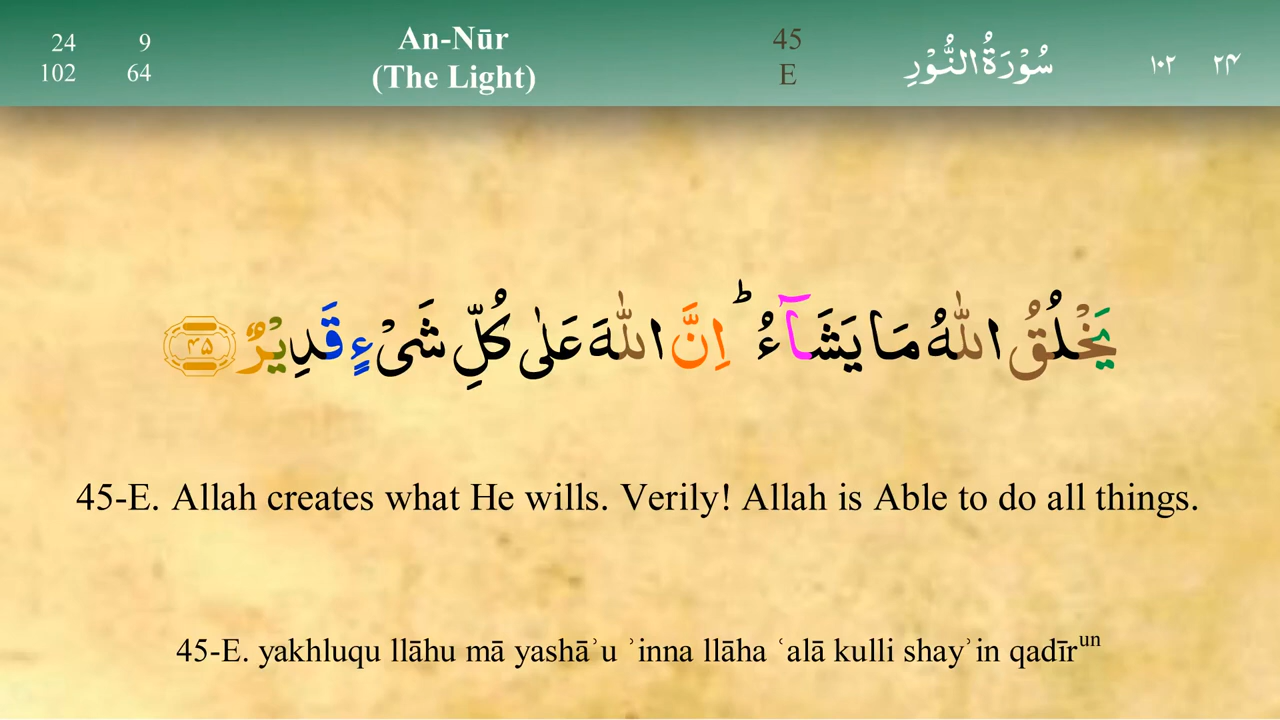 24 9 An-Nūr 45 سُوْرَةُ النُّوْرِ ١٠٢ ٢۴
102 64 (The Light) E
يَخْلُقُ اللّٰهُ مَا يَشَآءُ ؕ اِنَّ اللّٰهَ عَلٰى كُلِّ شَىْءٍ قَدِيْرٌ ۴۵
45-E. Allah creates what He wills. Verily! Allah is Able to do all things.
45-E. yakhluqu llāhu mā yashāʾu ʾinna llāha ʿalā kulli shayʾin qadīrun